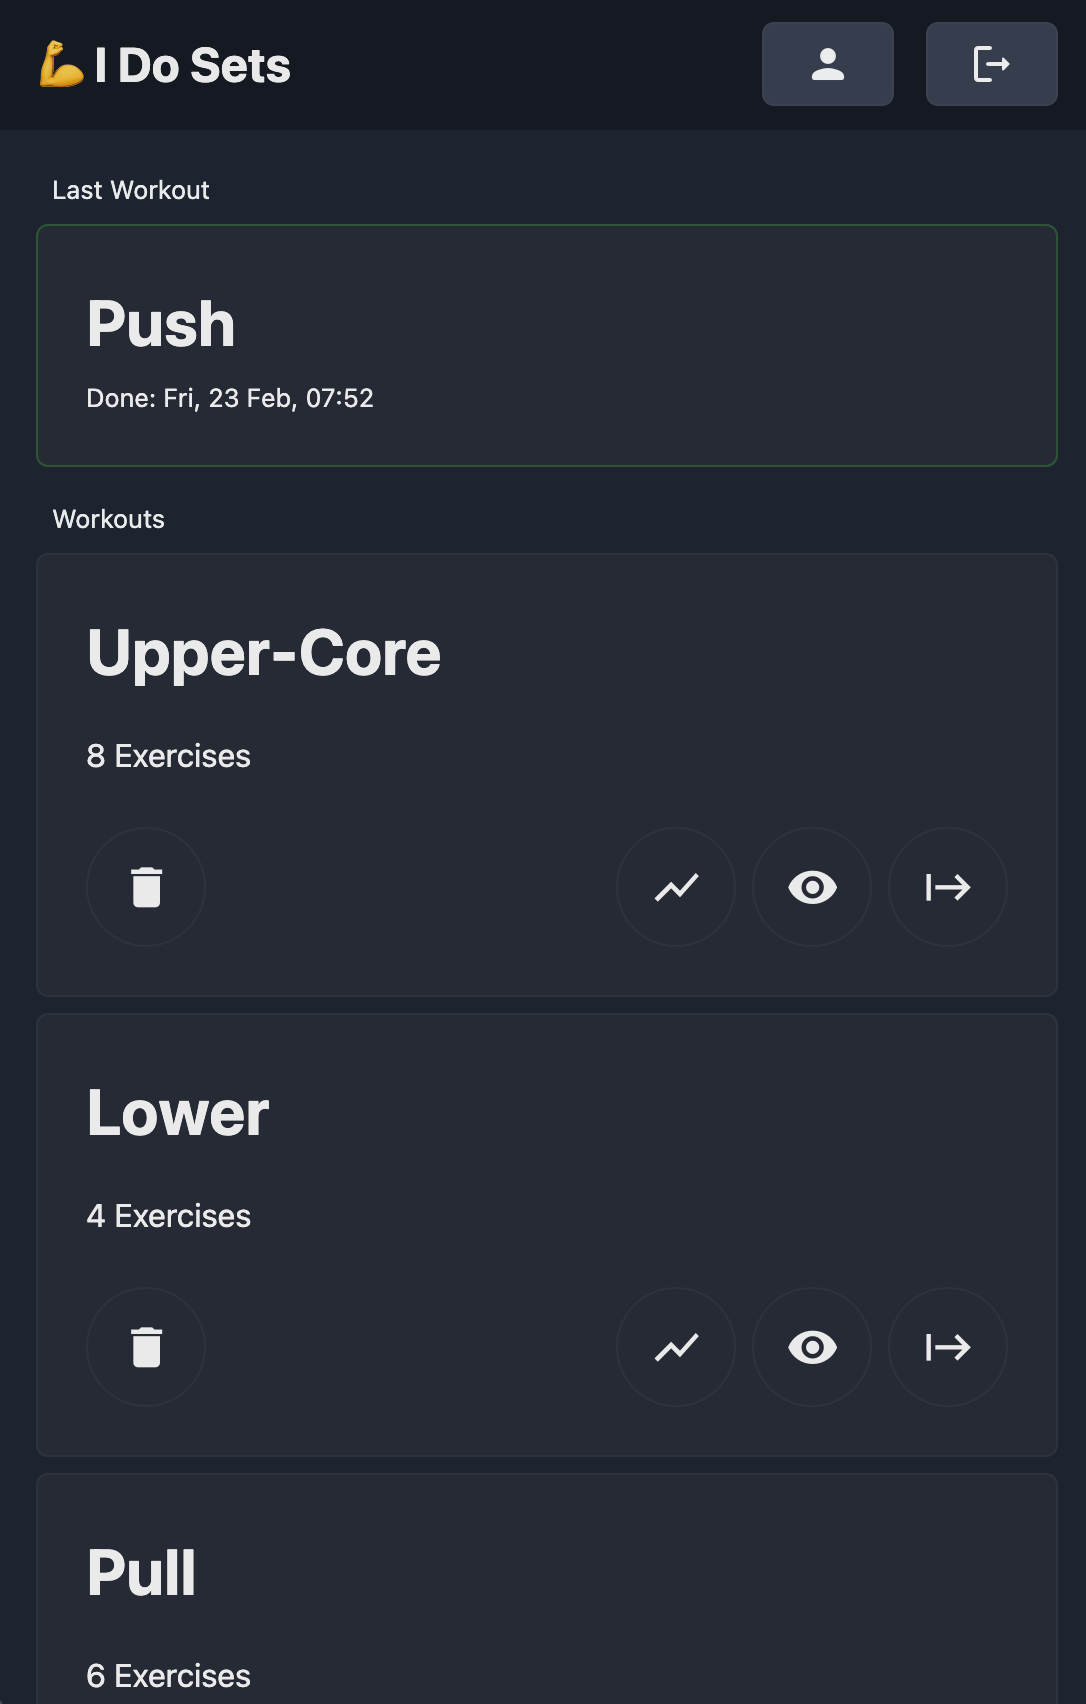 💪 I Do Sets
Last Workout
Push
Done: Fri, 23 Feb, 07:52
Workouts
Upper-Core
8 Exercises
Lower
4 Exercises
Pull
6 Exercises